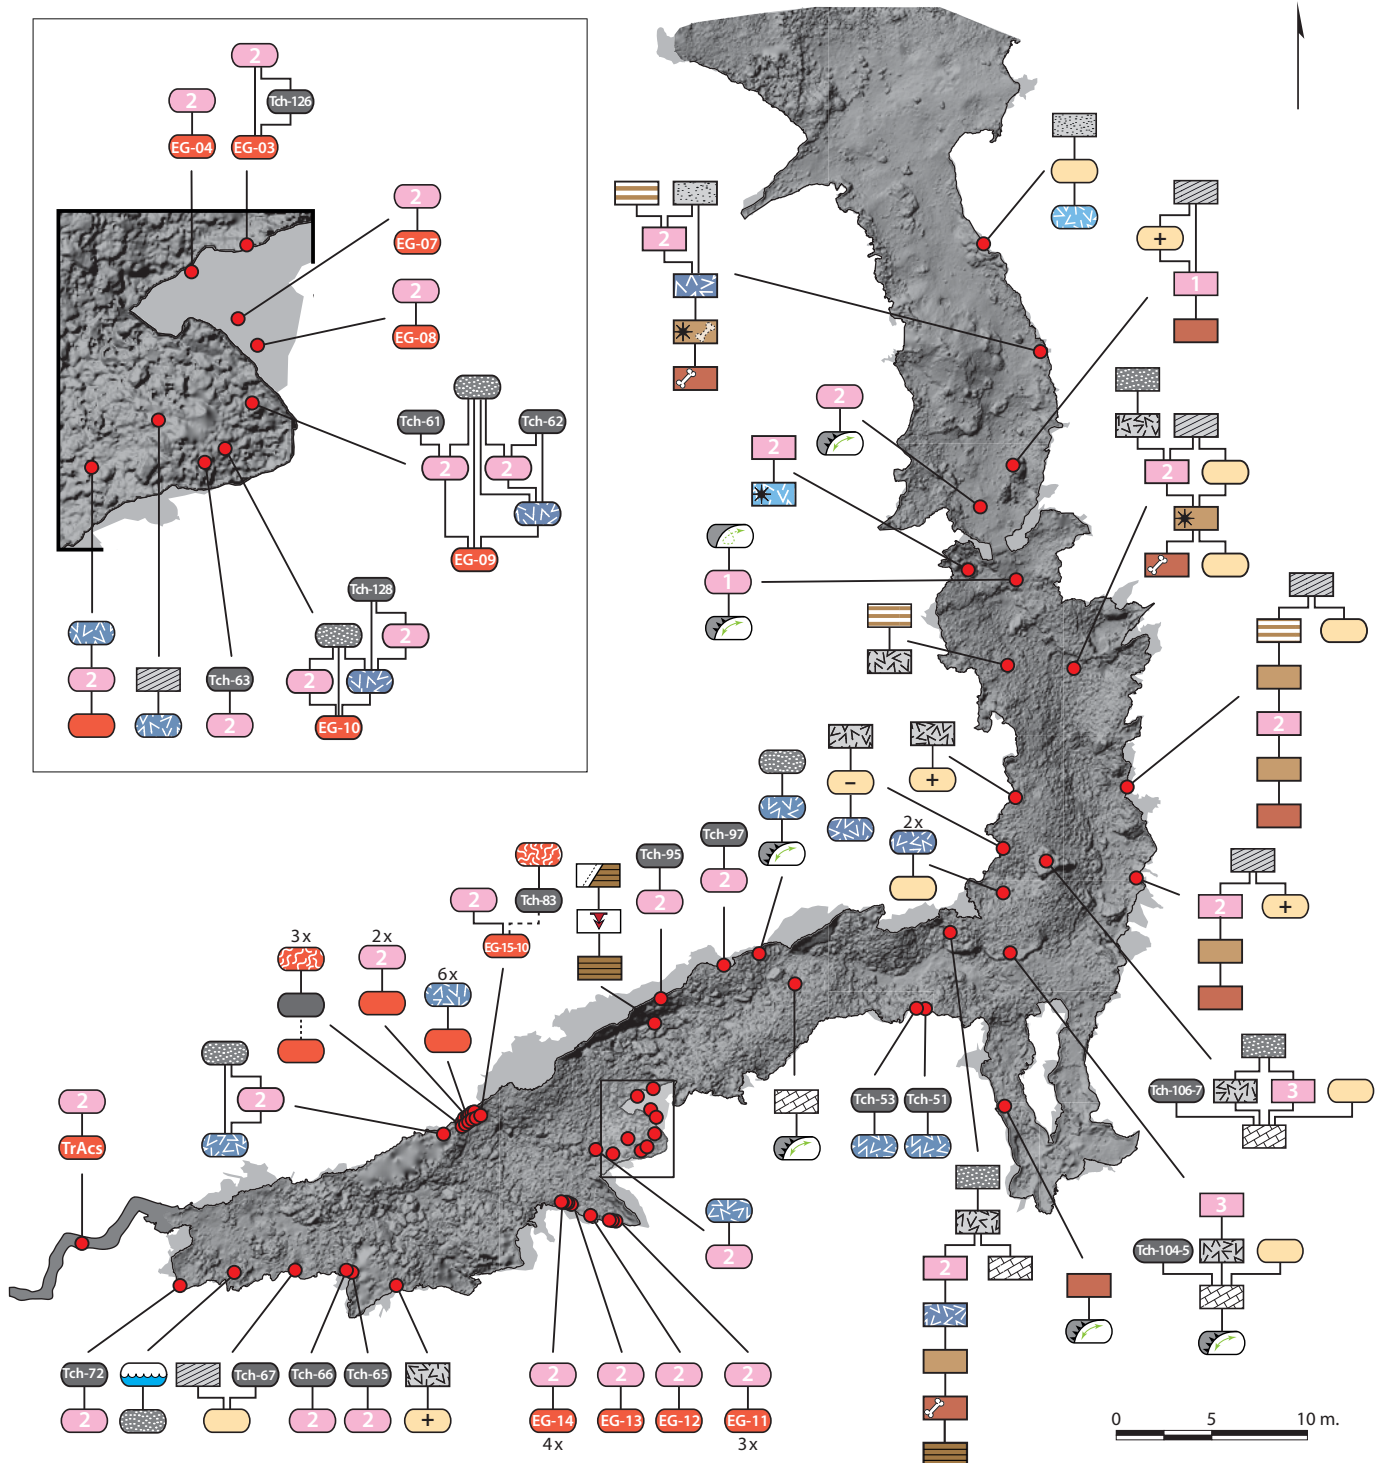 2
Tch-126
2
EG-04
EG-03
2
EG-07
2
EG-08
Tch-61
Tch-62
2
2
EG-09
Tch-128
2
2
EG-10
Tch-63
2
2
2
+
1
2
2
2
1
2
2
–
+
2x
Tch-97
2
Tch-95
2
Tch-83
2
EG-15-10
3x
2x
2
6x
2
2
TrAcs
2
+
Tch-106-7
3
Tch-53
Tch-51
3
Tch-104-5
2
2
Tch-72
2
Tch-67
Tch-66
2
Tch-65
2
+
2
EG-14
4x
2
EG-13
2
EG-12
2
EG-11
3x
0 5 10 m.